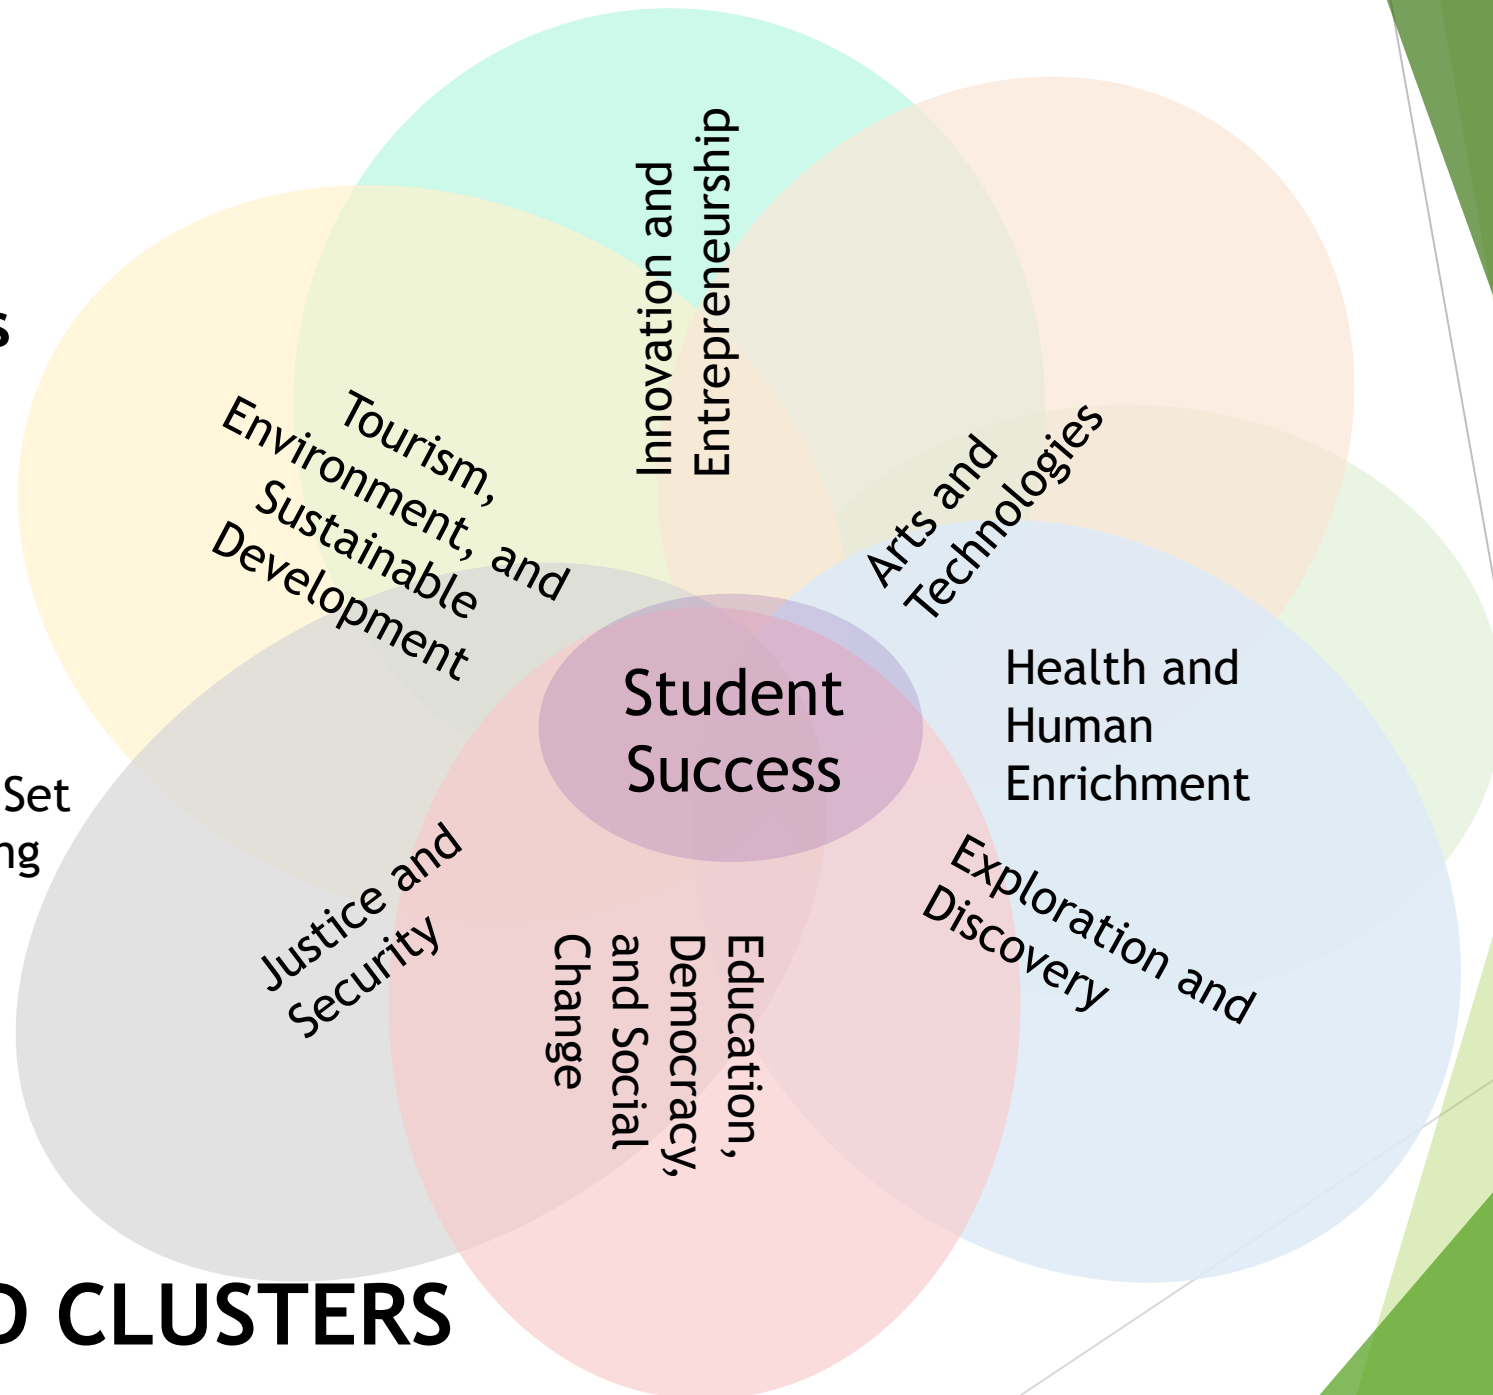 s
Set
ng
D CLUSTERS
Innovation and
Entrepreneurship
Tourism,
Environment, and
Sustainable
Development
Arts and
Technologies
Student
Success
Health and
Human
Enrichment
Exploration and
Discovery
Justice and
Security
Education,
Democracy,
and Social
Change